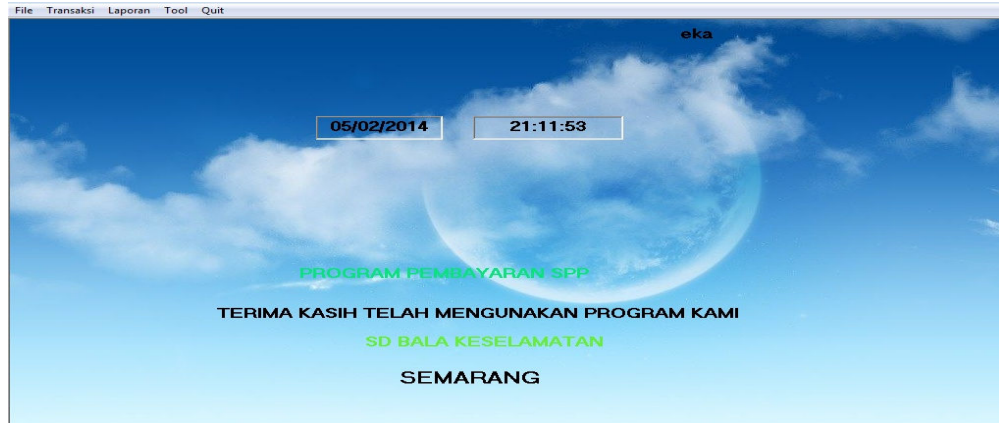 File Transaksi Laporan Tool Quit
eka
05/02/2014 21:11:53
PROGRAM PEMBAYARAN SPP
TERIMA KASIH TELAH MENGUNAKAN PROGRAM KAMI
SD BALA KESELAMATAN
SEMARANG